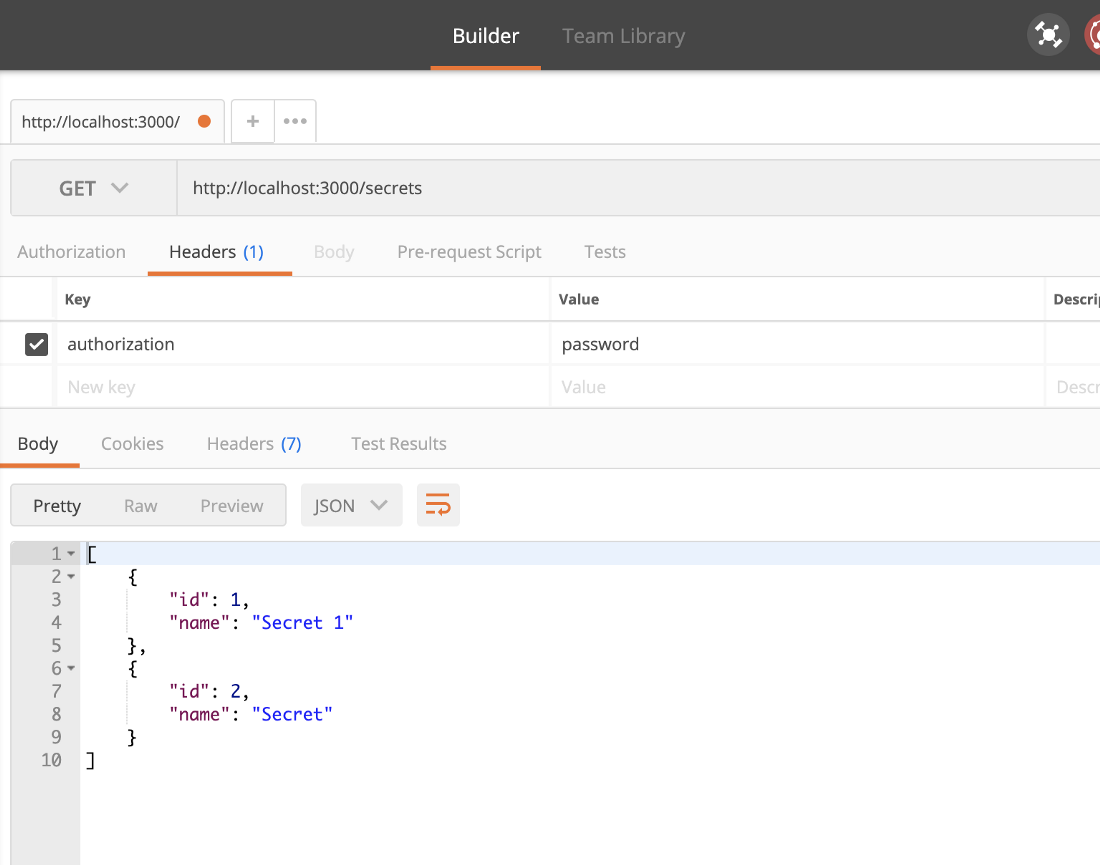 Builder Team Library
http://localhost:3000/ + •••
GET http://localhost:3000/secrets
Authorization Headers (1) Body Pre-request Script Tests
Key Value Descri
authorization password
New key Value Descr
Body Cookies Headers (7) Test Results
Pretty Raw Preview JSON
1 [
2 {
3 "id": 1,
4 "name": "Secret 1"
5 },
6 {
7 "id": 2,
8 "name": "Secret"
9 }
10 ]